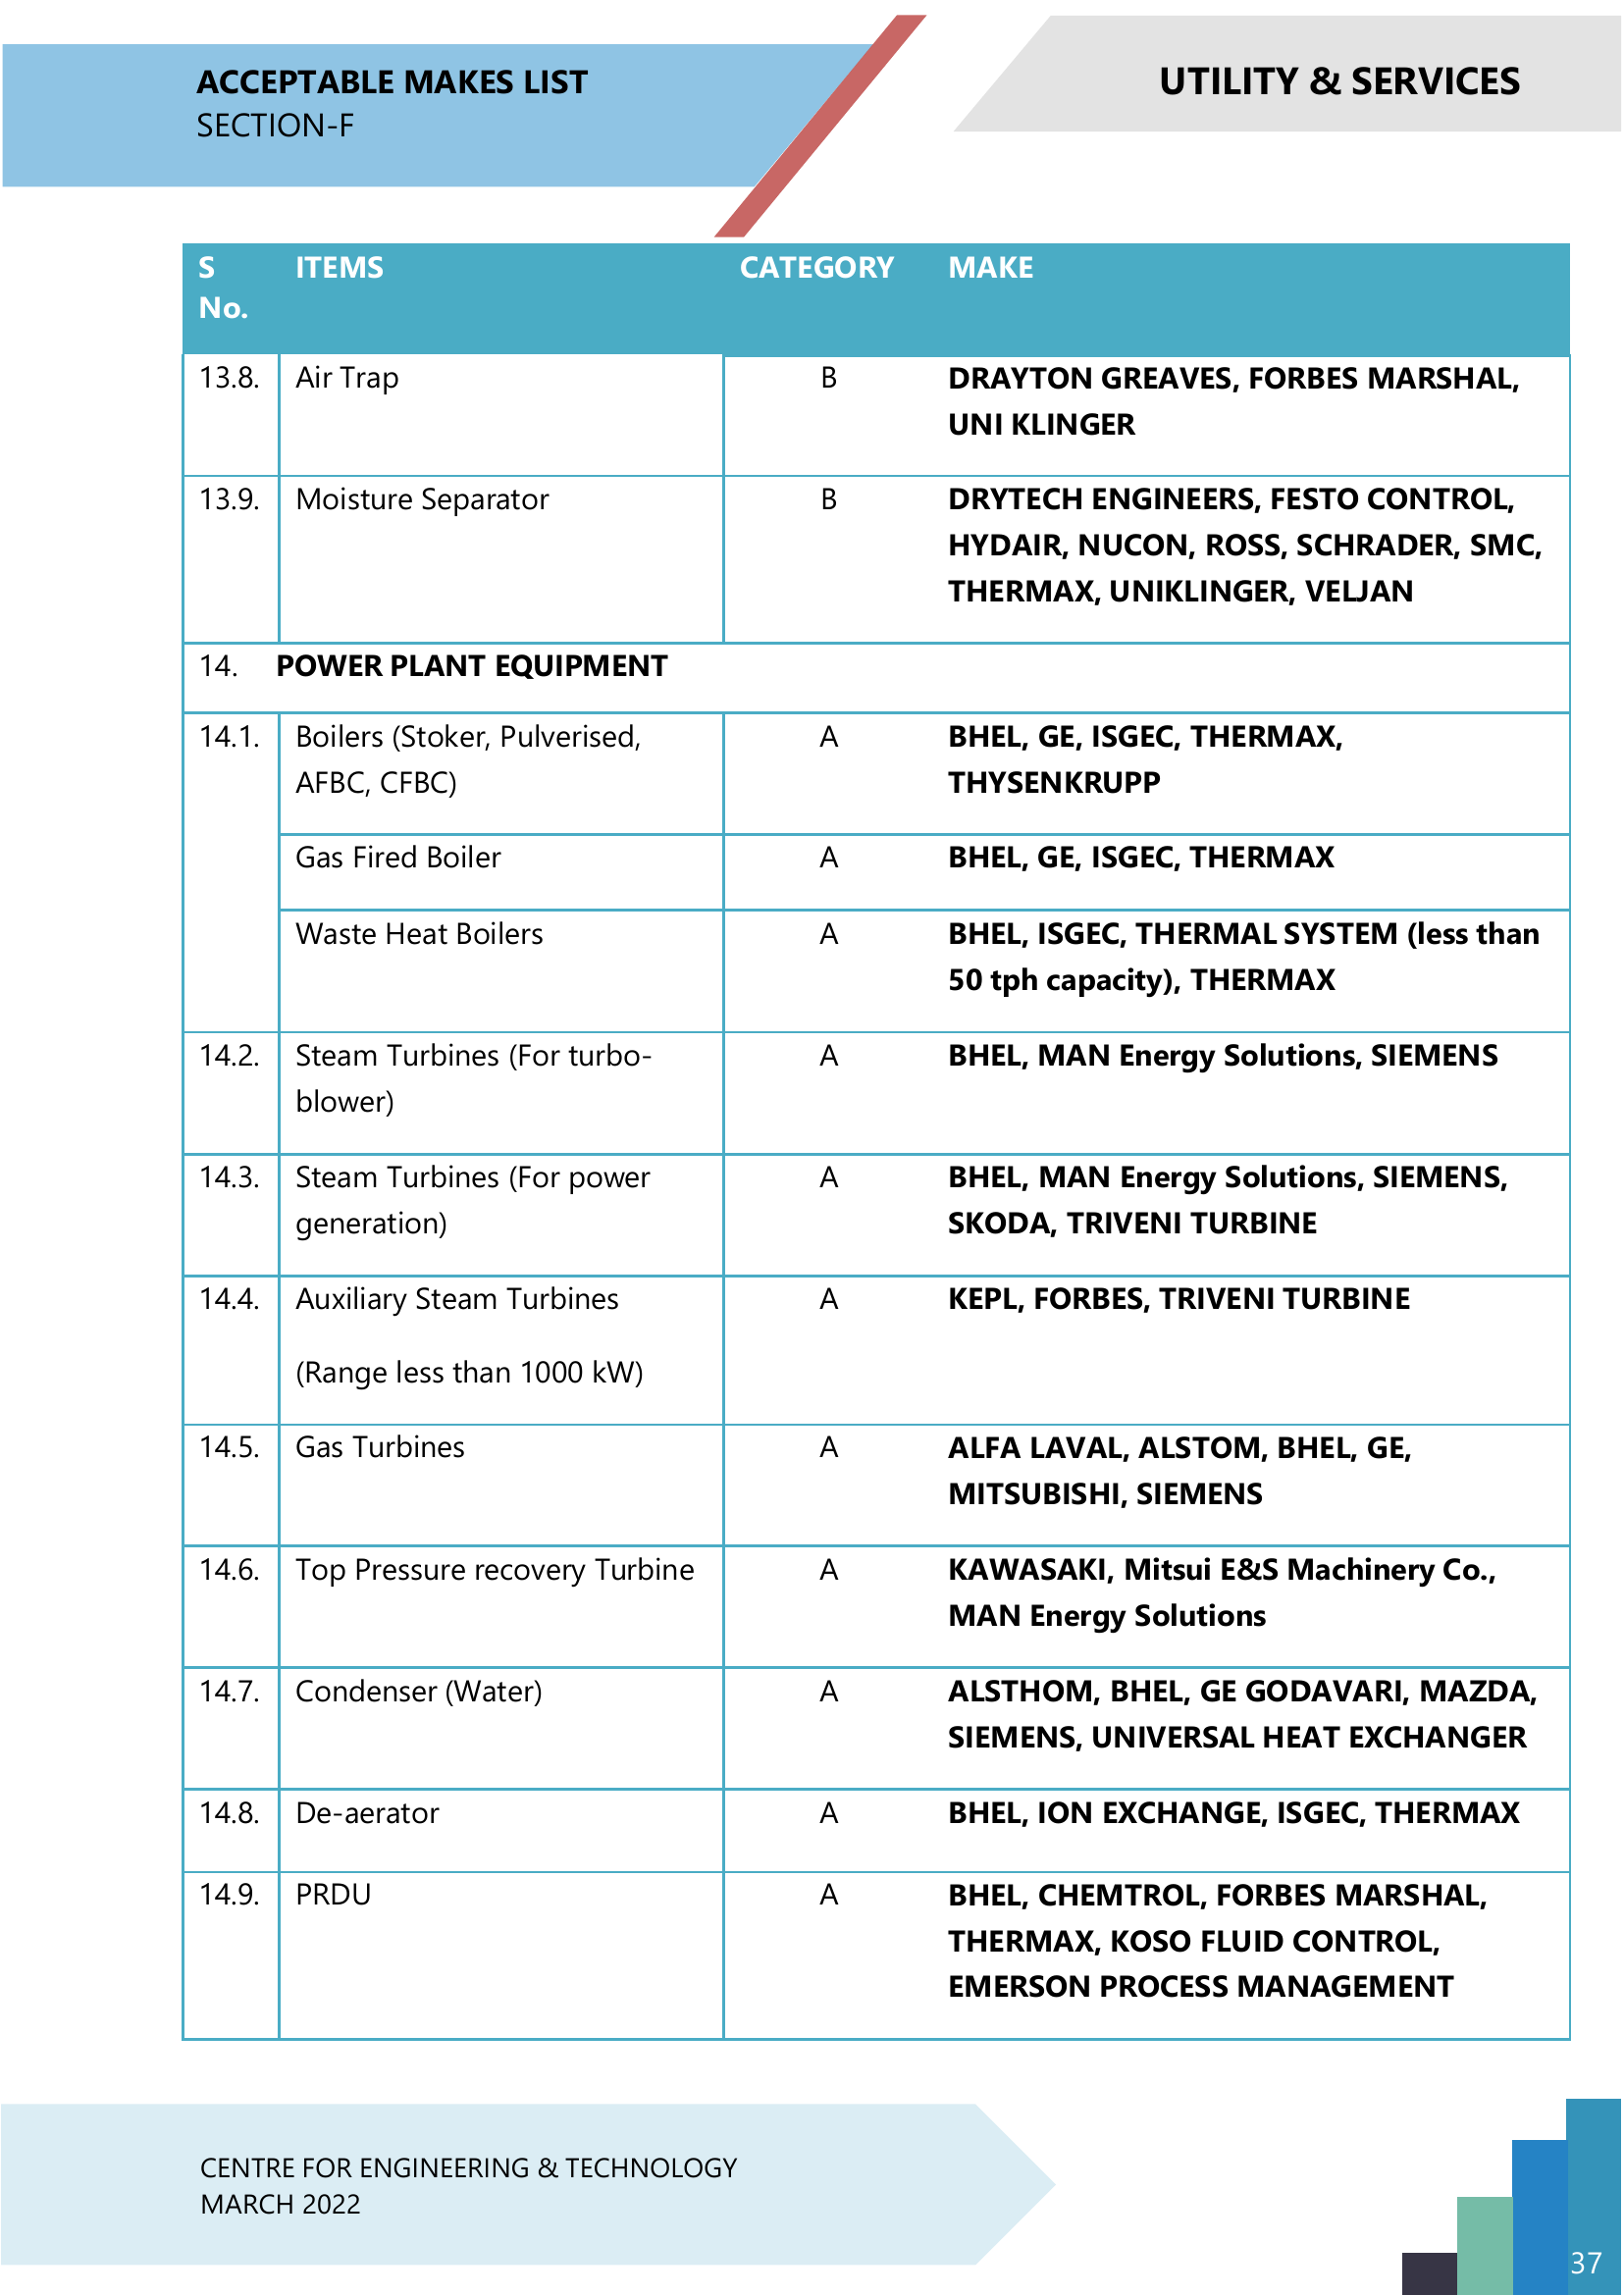 ACCEPTABLE MAKES LIST
SECTION-F
UTILITY & SERVICES
S No. ITEMS CATEGORY MAKE
13.8. Air Trap B DRAYTON GREAVES, FORBES MARSHAL,
UNI KLINGER
13.9. Moisture Separator B DRYTECH ENGINEERS, FESTO CONTROL,
HYDAIR, NUCON, ROSS, SCHRADER, SMC,
THERMAX, UNIKLINGER, VELJAN
14. POWER PLANT EQUIPMENT
14.1. Boilers (Stoker, Pulverised, A BHEL, GE, ISGEC, THERMAX,
AFBC, CFBC) THYSENKRUPP
Gas Fired Boiler A BHEL, GE, ISGEC, THERMAX
Waste Heat Boilers A BHEL, ISGEC, THERMAL SYSTEM (less than
50 tph capacity), THERMAX
14.2. Steam Turbines (For turbo- A BHEL, MAN Energy Solutions, SIEMENS
blower)
14.3. Steam Turbines (For power A BHEL, MAN Energy Solutions, SIEMENS,
generation) SKODA, TRIVENI TURBINE
14.4. Auxiliary Steam Turbines A KEPL, FORBES, TRIVENI TURBINE
(Range less than 1000 kW)
14.5. Gas Turbines A ALFA LAVAL, ALSTOM, BHEL, GE,
MITSUBISHI, SIEMENS
14.6. Top Pressure recovery Turbine A KAWASAKI, Mitsui E&S Machinery Co.,
MAN Energy Solutions
14.7. Condenser (Water) A ALSTHOM, BHEL, GE GODAVARI, MAZDA,
SIEMENS, UNIVERSAL HEAT EXCHANGER
14.8. De-aerator A BHEL, ION EXCHANGE, ISGEC, THERMAX
14.9. PRDU A BHEL, CHEMTROL, FORBES MARSHAL,
THERMAX, KOSO FLUID CONTROL,
EMERSON PROCESS MANAGEMENT
CENTRE FOR ENGINEERING & TECHNOLOGY
MARCH 2022
37